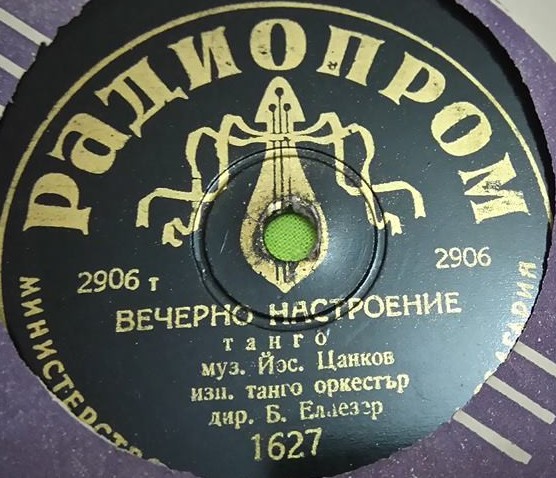 РАДИОПРОМ
2906 т
2906
ВЕЧЕРНО НАСТРОЕНИЕ
танго
муз. Йос. Цанков
изп. танго оркестър
дир. Б. Елиезер
1627